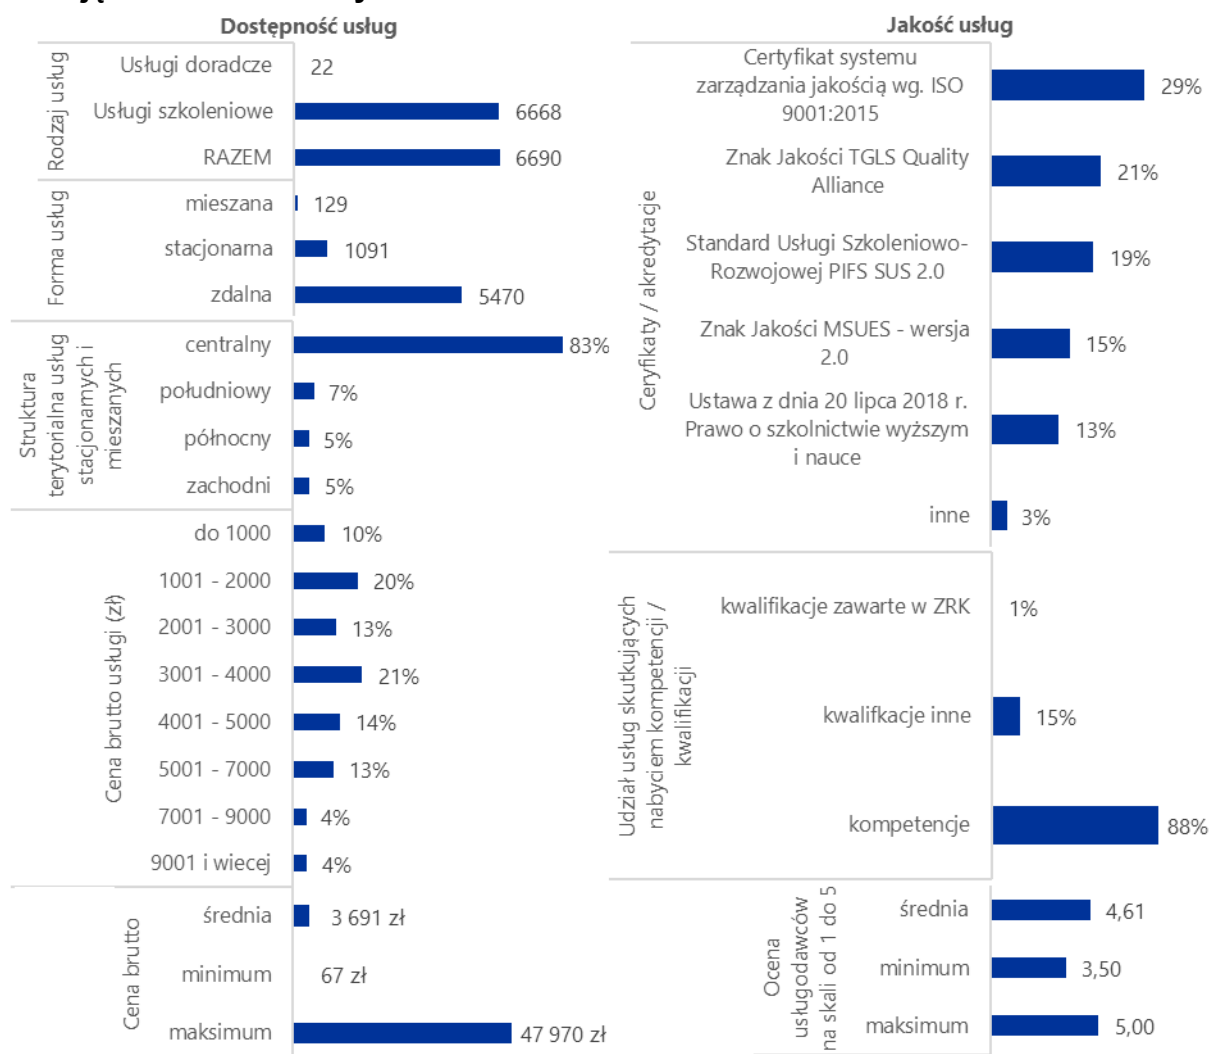 Dostępność usług
Rodzaj usług
Usługi doradcze 22
Usługi szkoleniowe 6668
RAZEM 6690
Forma usług
mieszana 129
stacjonarna 1091
zdalna 5470
Struktura
terytorialna usług
stacjonarnych i
mieszanych
centralny 83%
południowy 7%
północny 5%
zachodni 5%
Cena brutto usługi (zł)
do 1000 10%
1001 - 2000 20%
2001 - 3000 13%
3001 - 4000 21%
4001 - 5000 14%
5001 - 7000 13%
7001 - 9000 4%
9001 i wiecej 4%
Cena brutto
średnia 3 691 zł
minimum 67 zł
maksimum 47 970 zł
Jakość usług
Ceryfikaty / akredytacje
Certyfikat systemu
zarządzania jakością wg. ISO
9001:2015
29%
Znak Jakości TGLS Quality
Alliance
21%
Standard Usługi Szkoleniowo-
Rozwojowej PIFS SUS 2.0
19%
Znak Jakości MSUES - wersja
2.0
15%
Ustawa z dnia 20 lipca 2018 r.
Prawo o szkolnictwie wyższym
i nauce
13%
inne 3%
Udział usług skutkujących
nabyciem kompetencji /
kwalifikacji
kwalifikacje zawarte w ZRK 1%
kwalifkacje inne 15%
kompetencje 88%
Ocena
usługodawców
na skali od 1 do 5
średnia 4,61
minimum 3,50
maksimum 5,00